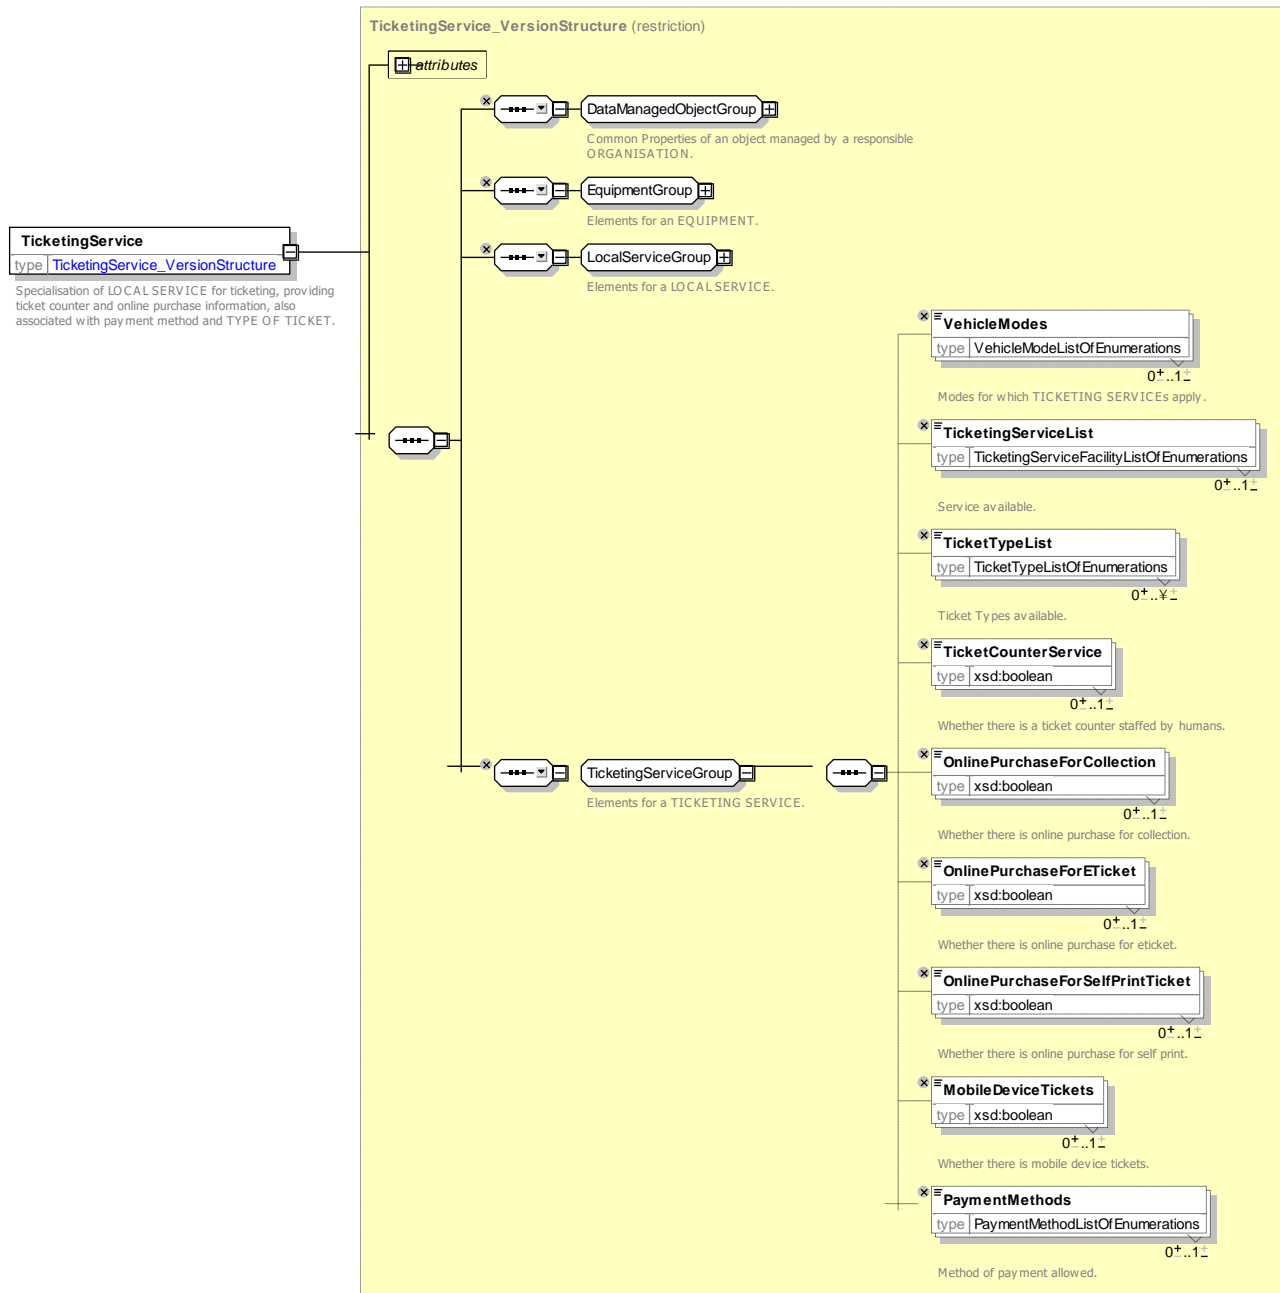 TicketingService_VersionStructure (restriction)
attributes
DataManagedObjectGroup
Common Properties of an object managed by a responsible
ORGANISATION.
EquipmentGroup
Elements for an EQUIPMENT.
TicketingService
type TicketingService_VersionStructure
Specialisation of LOCAL SERVICE for ticketing, providing
ticket counter and online purchase information, also
associated with payment method and TYPE OF TICKET.
LocalServiceGroup
Elements for a LOCAL SERVICE.
VehicleModes
type VehicleModeListOfEnumerations
0..1
Modes for which TICKETING SERVICEs apply.
TicketingServiceList
type TicketingServiceFacilityListOfEnumerations
0..1
Service available.
TicketTypeList
type TicketTypeListOfEnumerations
0..¥
Ticket Types available.
TicketCounterService
type xsd:boolean
0..1
Whether there is a ticket counter staffed by humans.
TicketingServiceGroup
Elements for a TICKETING SERVICE.
OnlinePurchaseForCollection
type xsd:boolean
0..1
Whether there is online purchase for collection.
OnlinePurchaseForETicket
type xsd:boolean
0..1
Whether there is online purchase for eticket.
OnlinePurchaseForSelfPrintTicket
type xsd:boolean
0..1
Whether there is online purchase for self print.
MobileDeviceTickets
type xsd:boolean
0..1
Whether there is mobile device tickets.
PaymentMethods
type PaymentMethodListOfEnumerations
0..1
Method of payment allowed.